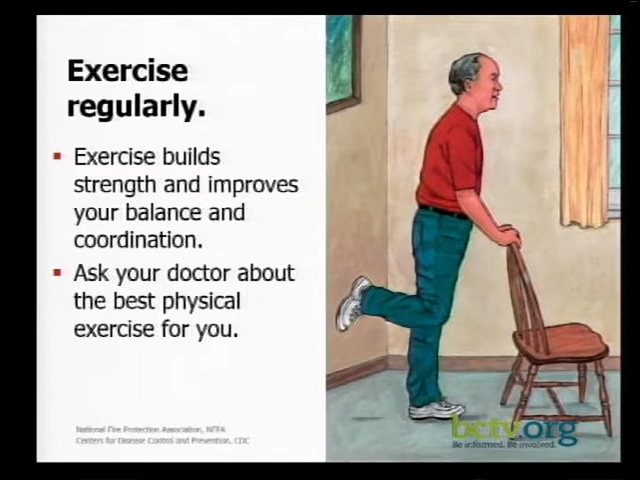 Exercise
regularly.
Exercise builds
strength and improves
your balance and
coordination.
Ask your doctor about
the best physical
exercise for you.
National Fire Protection Association, NFPA
Centers for Disease Control and Prevention, CDC
bctv.org
Be informed. Be involved.